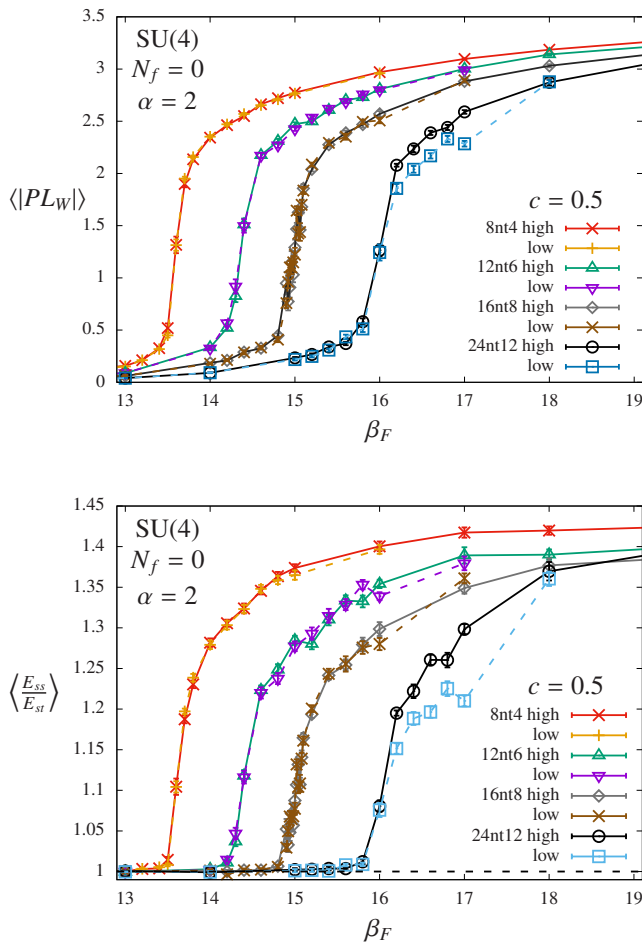 3.5
3
2.5
2
1.5
1
0.5
0
⟨|PL_W|⟩
SU(4)
N_f = 0
α = 2
c = 0.5
8nt4 high
low
12nt6 high
low
16nt8 high
low
24nt12 high
low
13 14 15 16 17 18 19
β_F
1.45
1.4
1.35
1.3
1.25
1.2
1.15
1.1
1.05
1
⟨E_ss/E_st⟩
SU(4)
N_f = 0
α = 2
c = 0.5
8nt4 high
low
12nt6 high
low
16nt8 high
low
24nt12 high
low
13 14 15 16 17 18 19
β_F